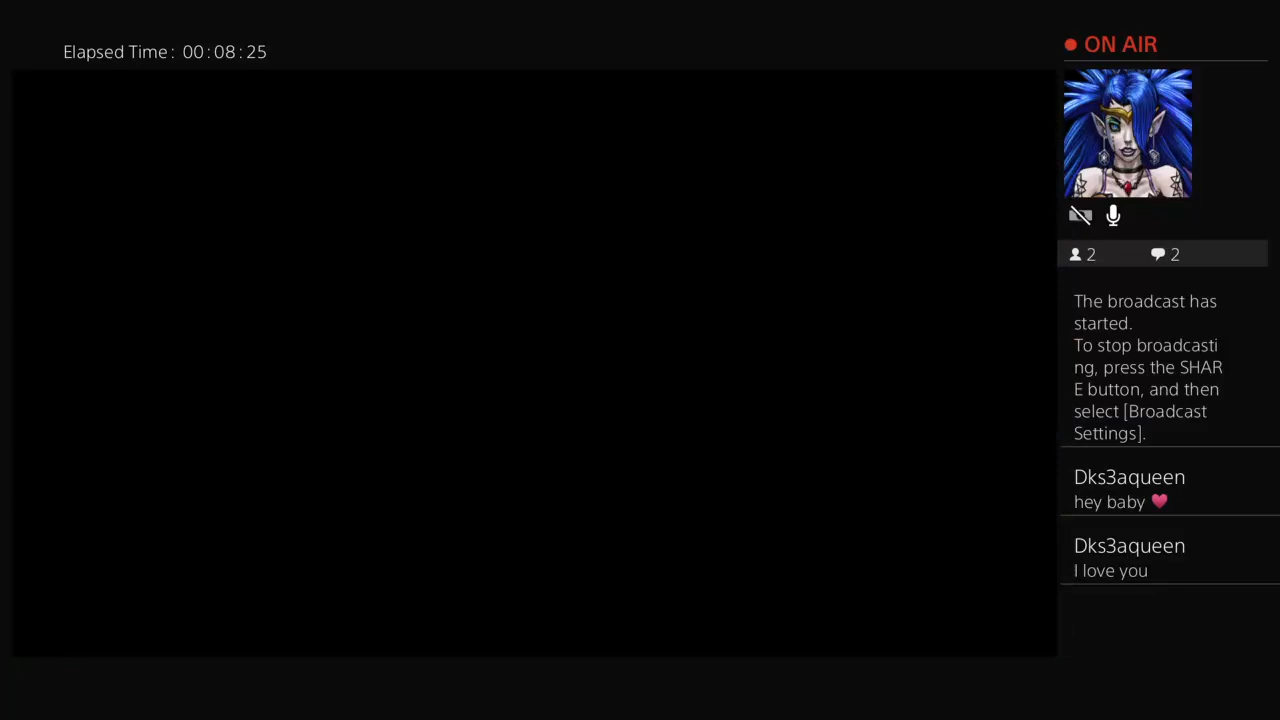 Elapsed Time: 00:08:25
ON AIR
2 2
The broadcast has
started.
To stop broadcasti
ng, press the SHAR
E button, and then
select [Broadcast
Settings].
Dks3aqueen
hey baby 💗
Dks3aqueen
I love you